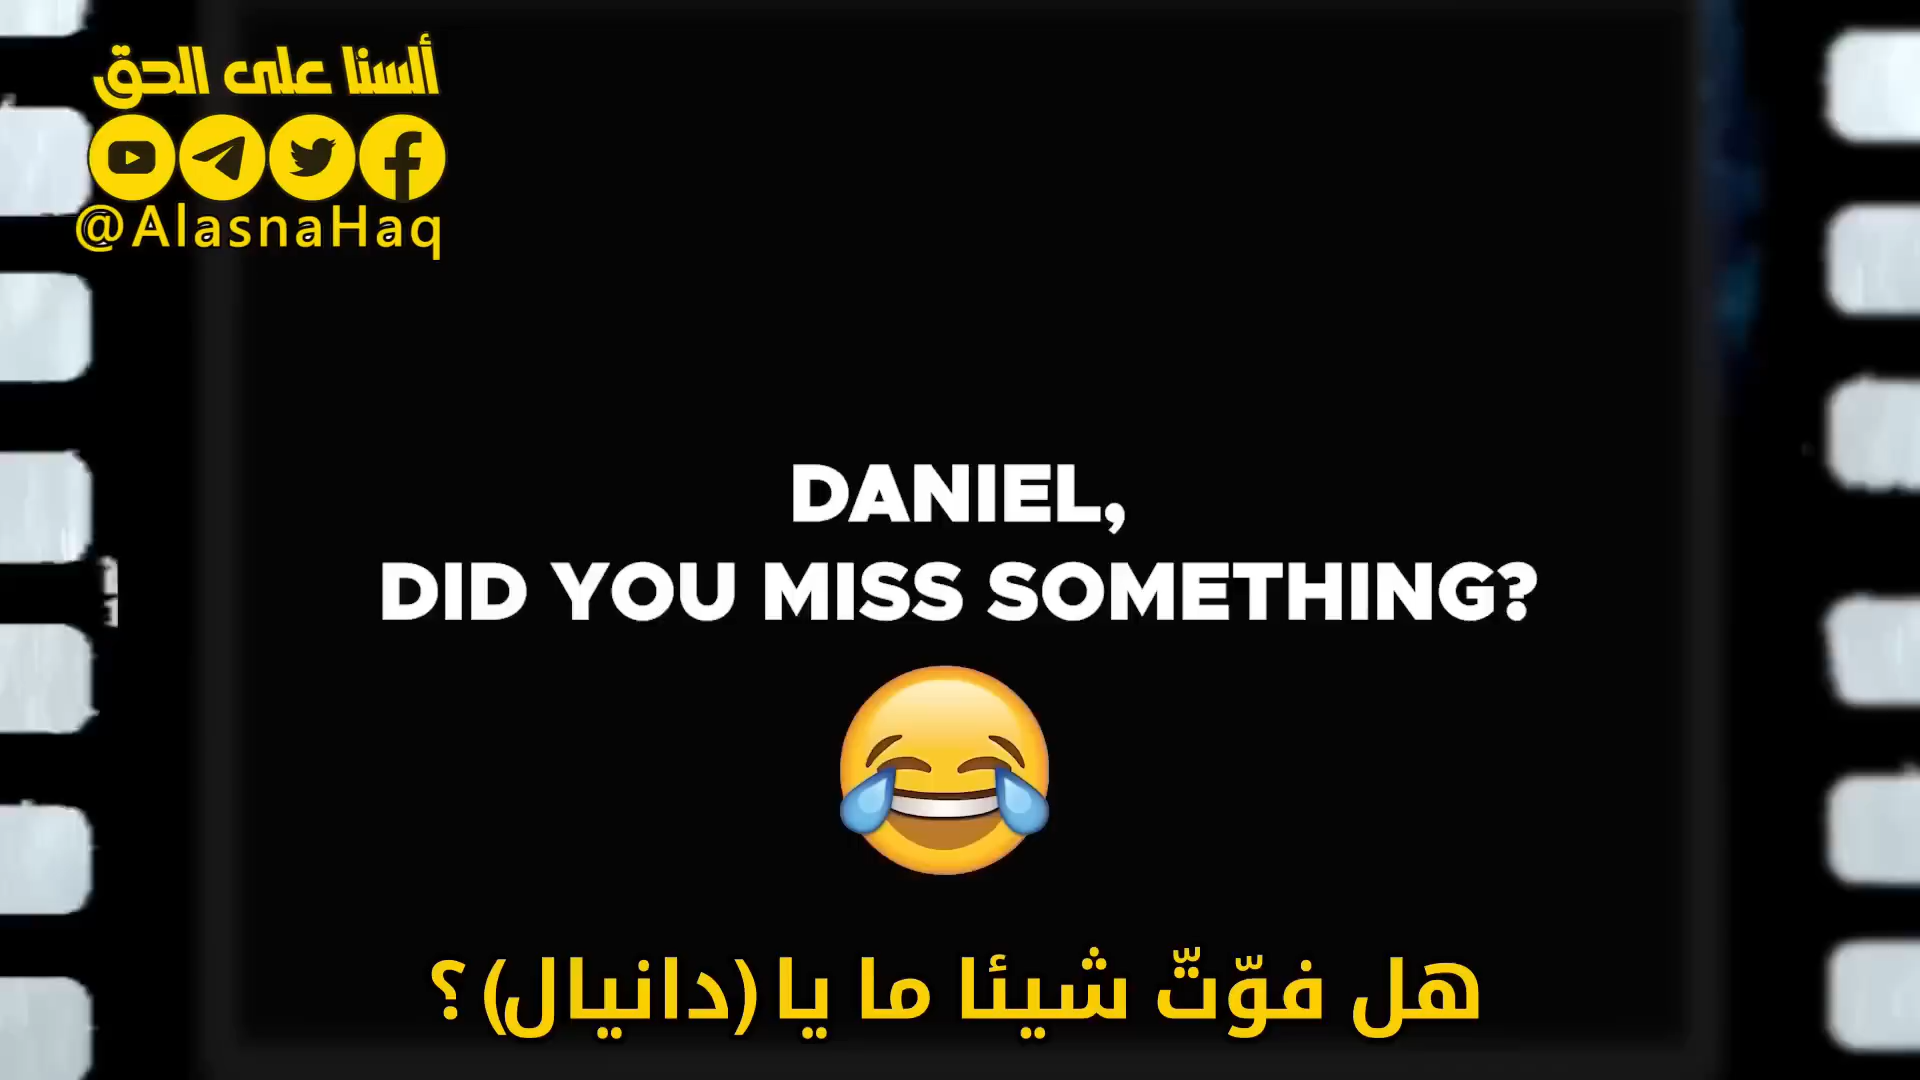 ألسنا على الحق
@AlasnaHaq
DANIEL,
DID YOU MISS SOMETHING?
هل فوّتّ شيئا ما يا (دانيال) ؟